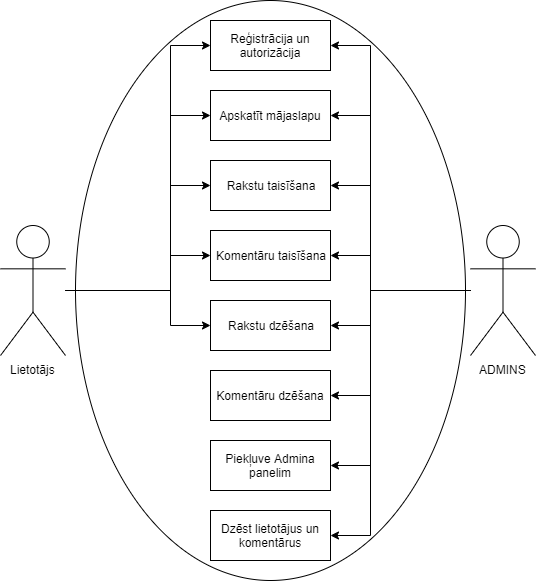 Reģistrācija un
autorizācija
Apskatīt mājaslapu
Rakstu taisīšana
Komentāru taisīšana
Rakstu dzēšana
Lietotājs
ADMINS
Komentāru dzēšana
Piekļuve Admina
panelim
Dzēst lietotājus un
komentārus